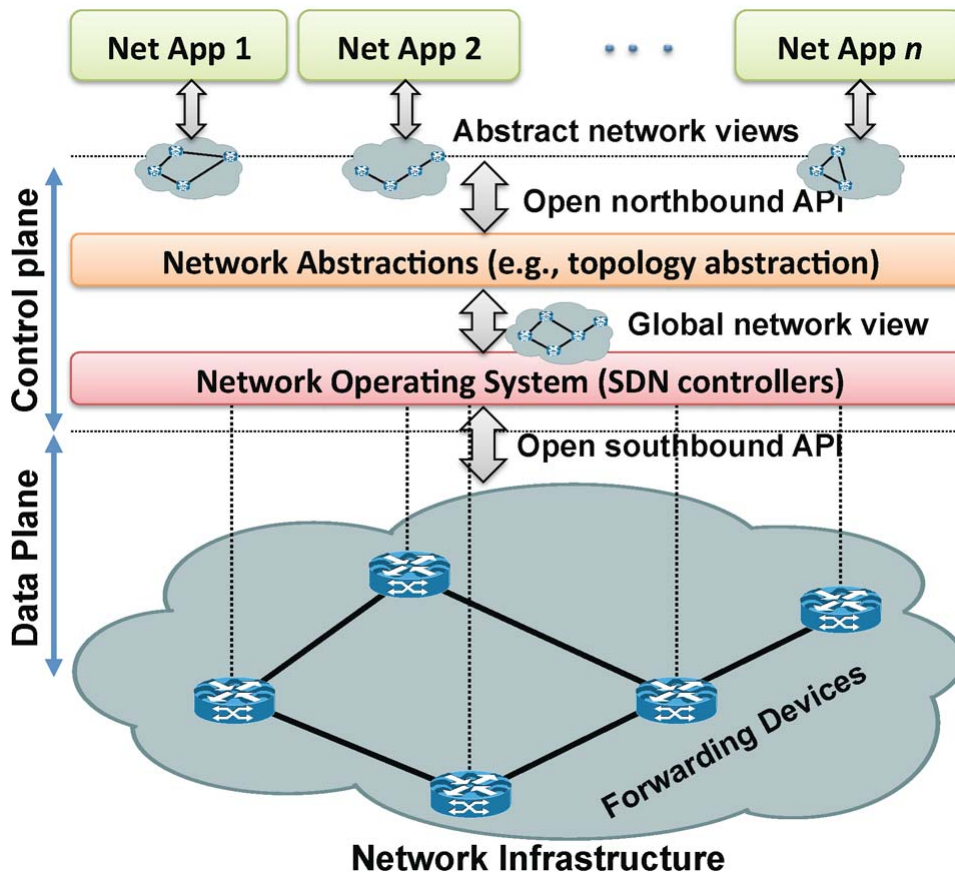 Net App 1
Net App 2
Net App n
Abstract network views
Open northbound API
Network Abstractions (e.g., topology abstraction)
Global network view
Network Operating System (SDN controllers)
Open southbound API
Control plane
Data Plane
Forwarding Devices
Network Infrastructure